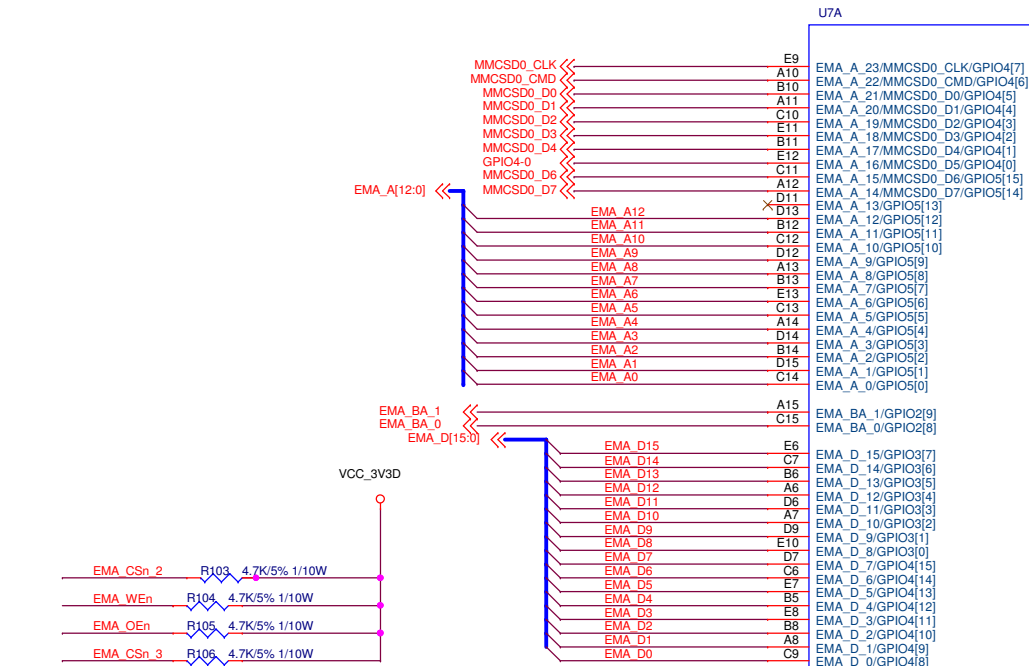 U7A
MMCSD0_CLK E9 EMA_A_23/MMCSD0_CLK/GPIO4[7]
MMCSD0_CMD A10 EMA_A_22/MMCSD0_CMD/GPIO4[6]
MMCSD0_D0 B10 EMA_A_21/MMCSD0_D0/GPIO4[5]
MMCSD0_D1 A11 EMA_A_20/MMCSD0_D1/GPIO4[4]
MMCSD0_D2 C10 EMA_A_19/MMCSD0_D2/GPIO4[3]
MMCSD0_D3 E11 EMA_A_18/MMCSD0_D3/GPIO4[2]
MMCSD0_D4 B11 EMA_A_17/MMCSD0_D4/GPIO4[1]
GPIO4-0 E12 EMA_A_16/MMCSD0_D5/GPIO4[0]
MMCSD0_D6 C11 EMA_A_15/MMCSD0_D6/GPIO5[15]
MMCSD0_D7 A12 EMA_A_14/MMCSD0_D7/GPIO5[14]
EMA_A[12:0]
D11 EMA_A_13/GPIO5[13]
EMA_A12 D13 EMA_A_12/GPIO5[12]
EMA_A11 B12 EMA_A_11/GPIO5[11]
EMA_A10 C12 EMA_A_10/GPIO5[10]
EMA_A9 D12 EMA_A_9/GPIO5[9]
EMA_A8 A13 EMA_A_8/GPIO5[8]
EMA_A7 B13 EMA_A_7/GPIO5[7]
EMA_A6 E13 EMA_A_6/GPIO5[6]
EMA_A5 C13 EMA_A_5/GPIO5[5]
EMA_A4 A14 EMA_A_4/GPIO5[4]
EMA_A3 D14 EMA_A_3/GPIO5[3]
EMA_A2 B14 EMA_A_2/GPIO5[2]
EMA_A1 D15 EMA_A_1/GPIO5[1]
EMA_A0 C14 EMA_A_0/GPIO5[0]
EMA_BA_1 A15 EMA_BA_1/GPIO2[9]
EMA_BA_0 C15 EMA_BA_0/GPIO2[8]
EMA_D[15:0]
EMA_D15 E6 EMA_D_15/GPIO3[7]
EMA_D14 C7 EMA_D_14/GPIO3[6]
EMA_D13 B6 EMA_D_13/GPIO3[5]
EMA_D12 A6 EMA_D_12/GPIO3[4]
EMA_D11 D6 EMA_D_11/GPIO3[3]
EMA_D10 A7 EMA_D_10/GPIO3[2]
EMA_D9 D9 EMA_D_9/GPIO3[1]
EMA_D8 E10 EMA_D_8/GPIO3[0]
EMA_D7 D7 EMA_D_7/GPIO4[15]
EMA_D6 C6 EMA_D_6/GPIO4[14]
EMA_D5 E7 EMA_D_5/GPIO4[13]
EMA_D4 B5 EMA_D_4/GPIO4[12]
EMA_D3 E8 EMA_D_3/GPIO4[11]
EMA_D2 B8 EMA_D_2/GPIO4[10]
EMA_D1 A8 EMA_D_1/GPIO4[9]
EMA_D0 C9 EMA_D_0/GPIO4[8]
VCC_3V3D
EMA_CSn_2 R103 4.7K/5% 1/10W
EMA_WEn R104 4.7K/5% 1/10W
EMA_OEn R105 4.7K/5% 1/10W
EMA_CSn_3 R106 4.7K/5% 1/10W